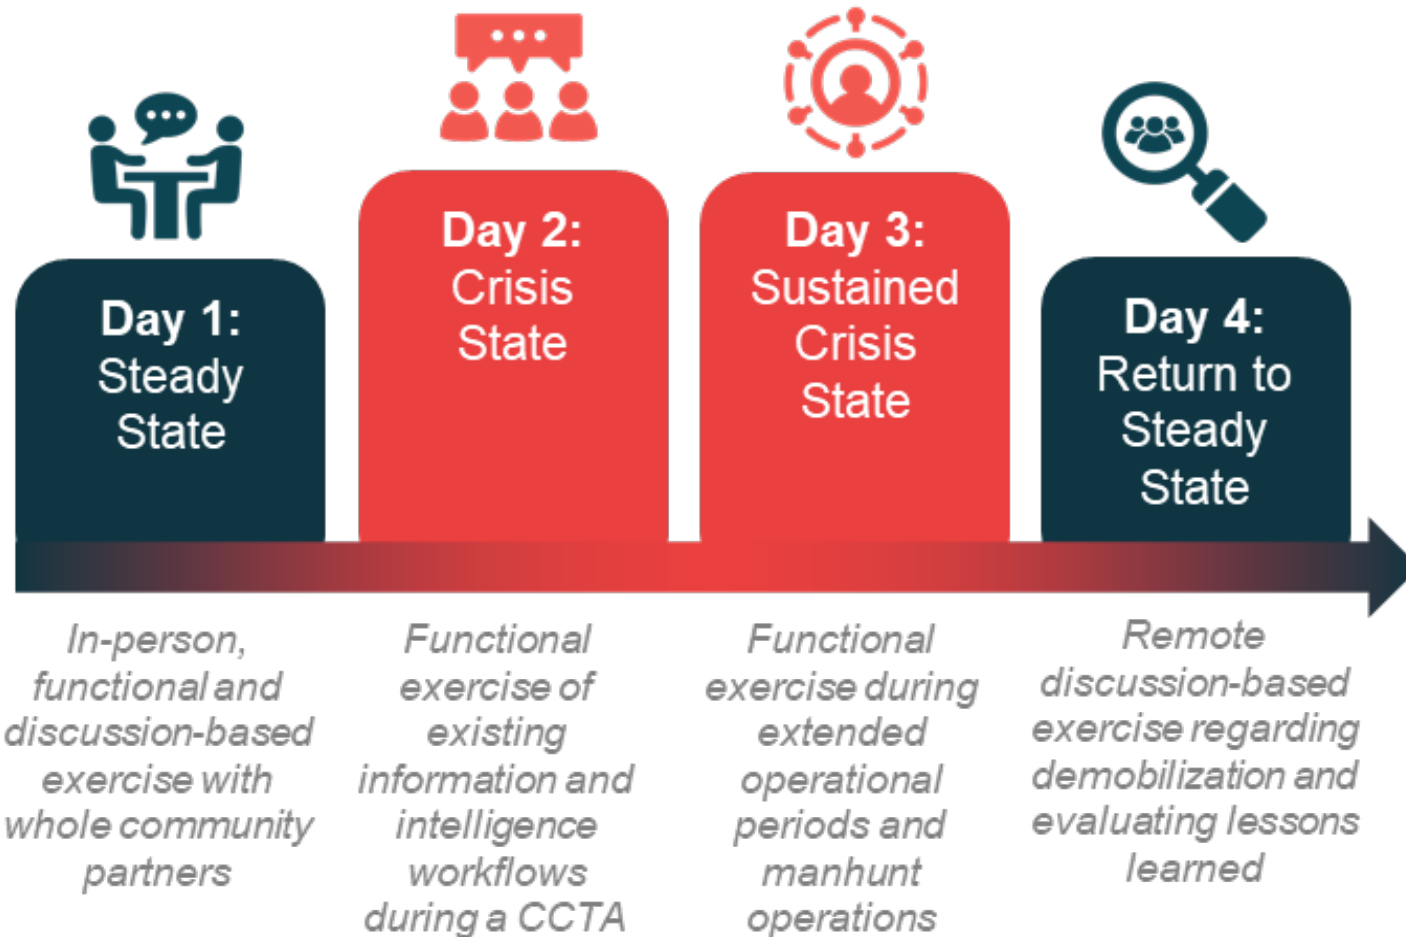 Day 1:
Steady
State
Day 2:
Crisis
State
Day 3:
Sustained
Crisis
State
Day 4:
Return to
Steady
State
In-person,
functional and
discussion-based
exercise with
whole community
partners
Functional
exercise of
existing
information and
intelligence
workflows
during a CCTA
Functional
exercise during
extended
operational
periods and
manhunt
operations
Remote
discussion-based
exercise regarding
demobilization and
evaluating lessons
learned